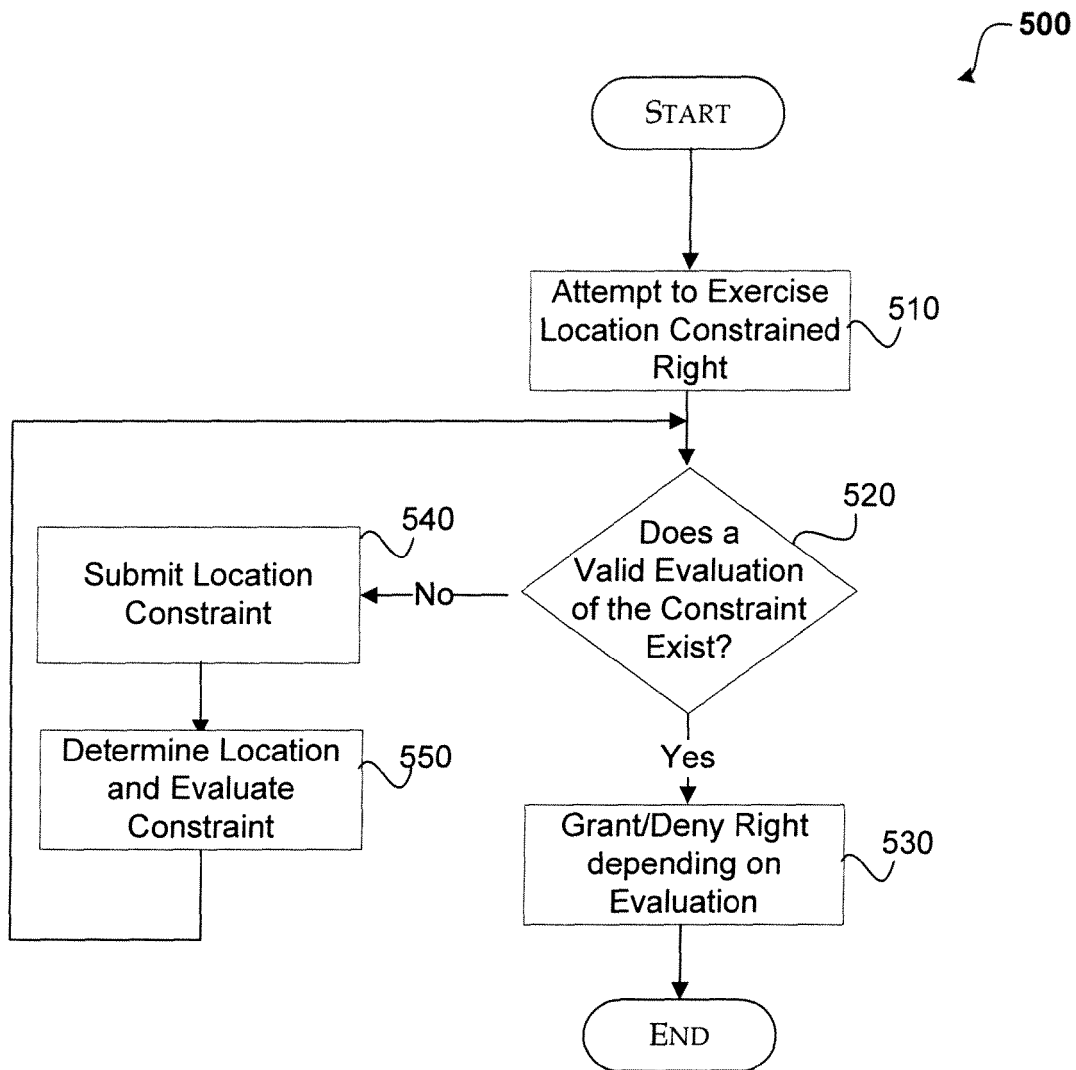 500
START
Attempt to Exercise
Location Constrained
Right
510
520
Does a
Valid Evaluation
of the Constraint
Exist?
No
540
Submit Location
Constraint
Determine Location
and Evaluate
Constraint
550
Yes
Grant/Deny Right
depending on
Evaluation
530
END